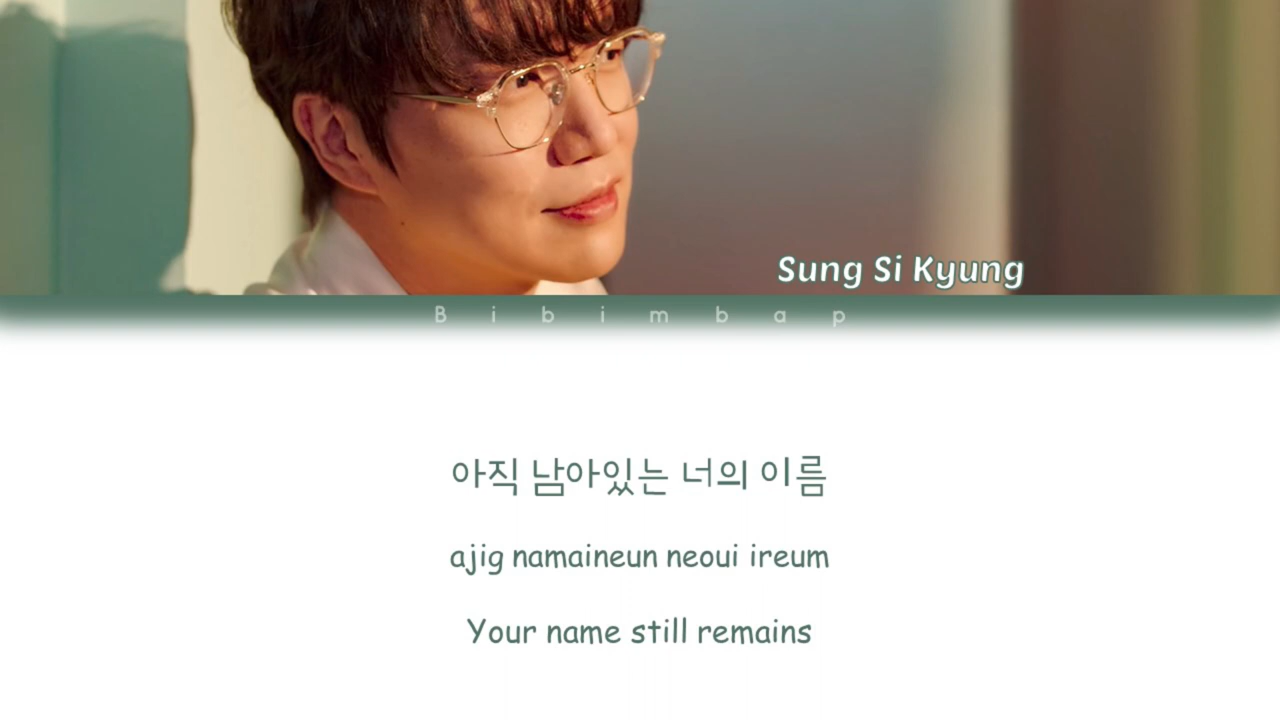 Sung Si Kyung
Bibimbap
아직 남아있는 너의 이름
ajig namaineun neoui ireum
Your name still remains